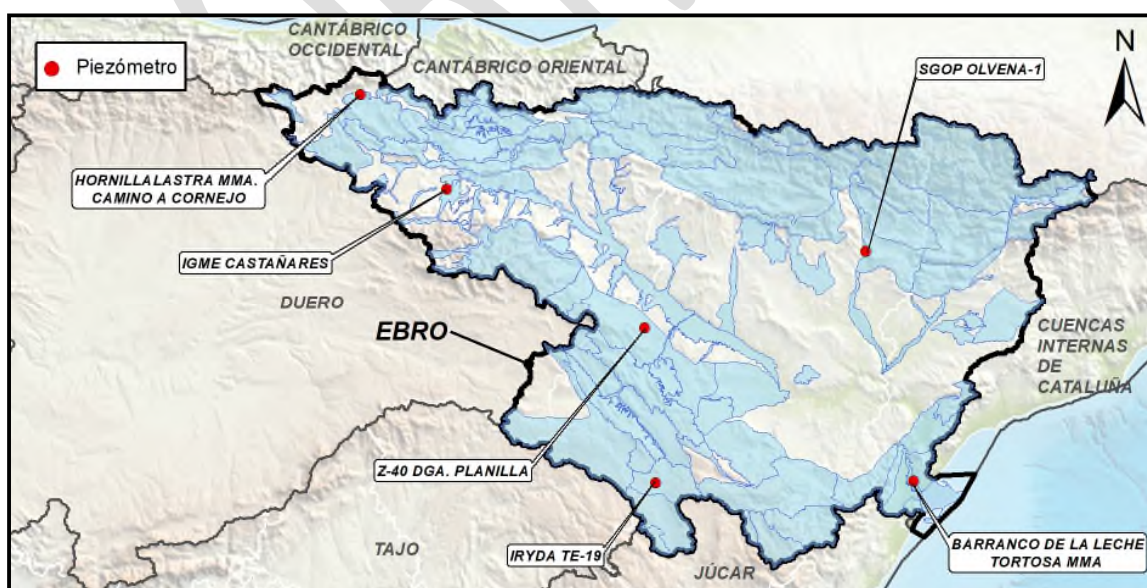 CANTÁBRICO
OCCIDENTAL
CANTÁBRICO ORIENTAL
Piezómetro
SGOP OLVENA-1
N
HORNILLALASTRA MMA.
CAMINO A CORNEJO
IGME CASTAÑARES
DUERO
EBRO
CUENCAS
INTERNAS
DE
CATALUÑA
Z-40 DGA. PLANILLA
IRYDA TE-19
TAJO
JÚCAR
BARRANCO DE LA LECHE
TORTOSA MMA